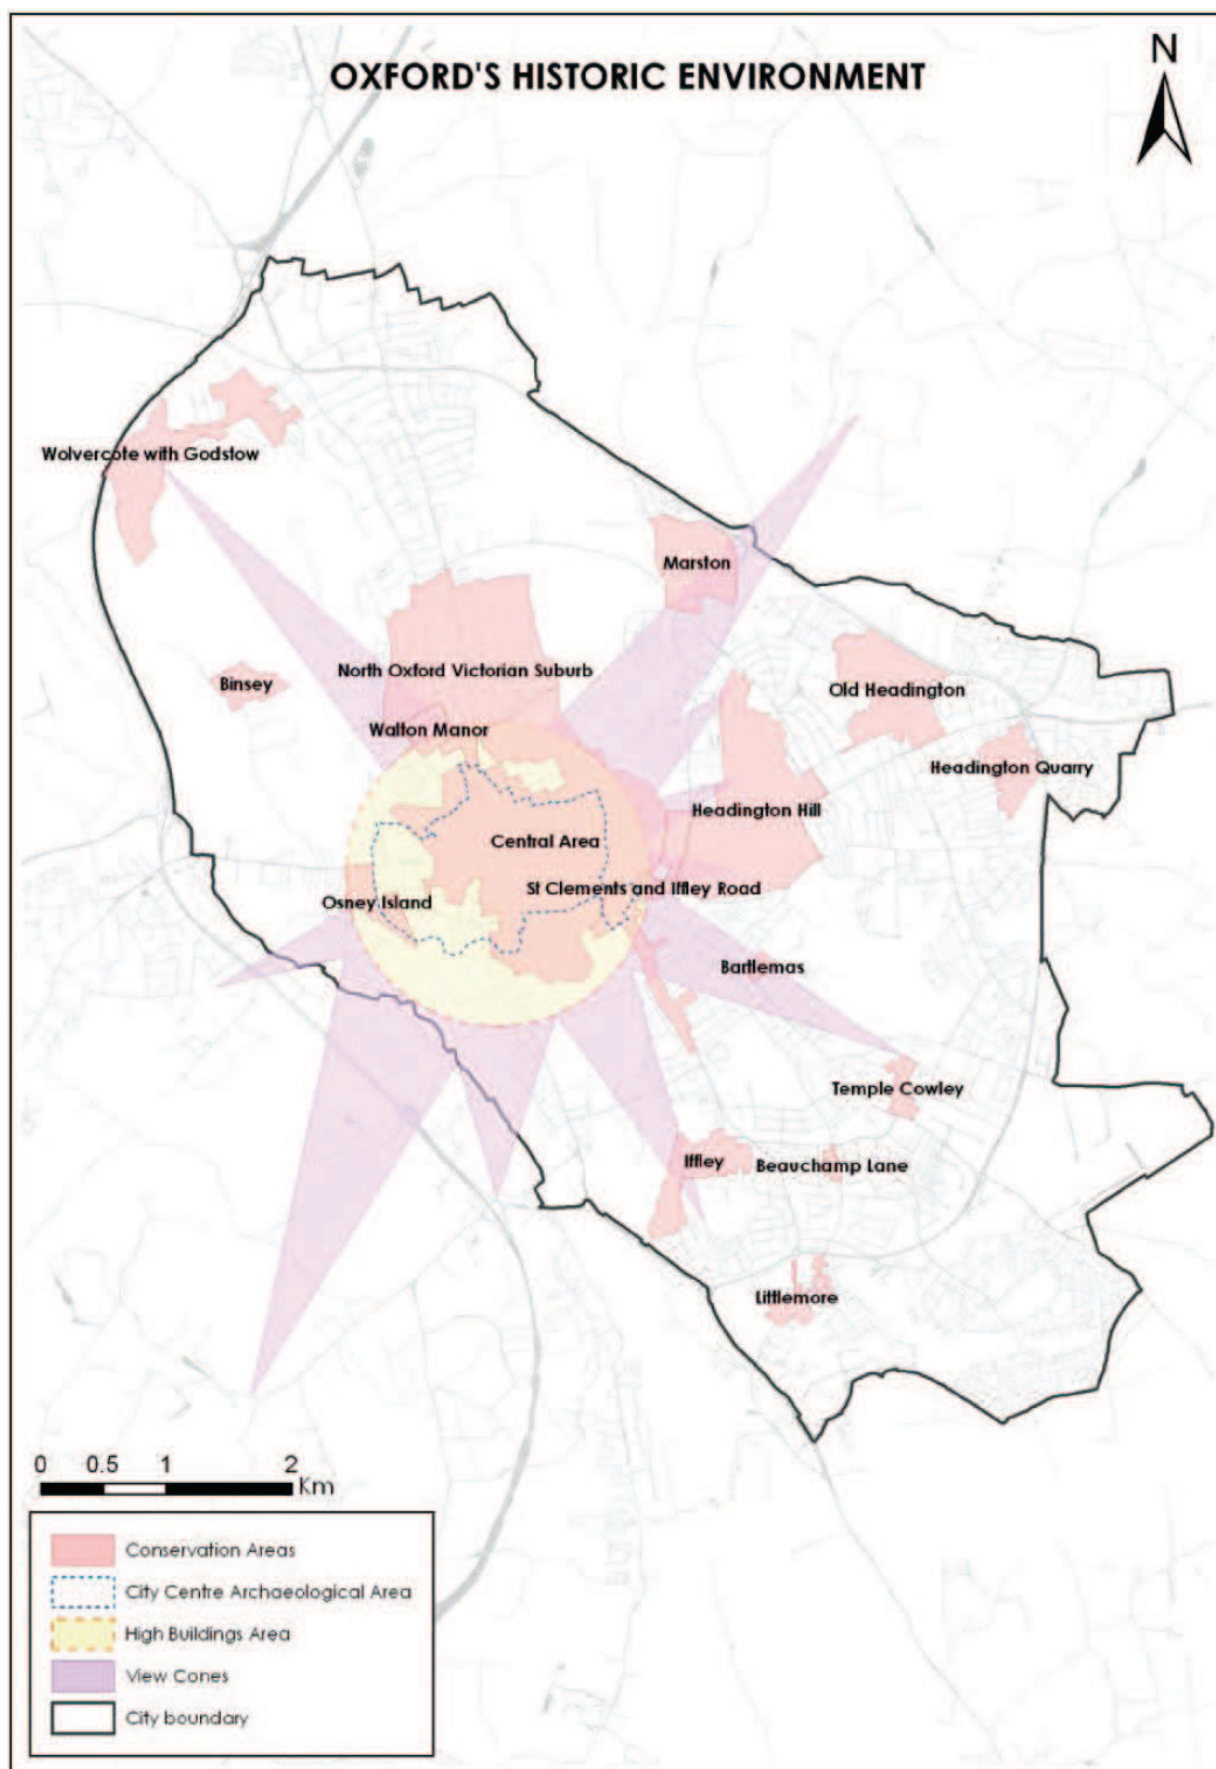 OXFORD'S HISTORIC ENVIRONMENT
N
Wolvercote with Godstow
Marston
North Oxford Victorian Suburb
Binsey
Old Headington
Walton Manor
Headington Quarry
Headington Hill
Central Area
St Clements and Iffley Road
Osney Island
Bartlemas
Temple Cowley
Iffley
Beauchamp Lane
Littlemore
0 0.5 1 2
Km
Conservation Areas
City Centre Archaeological Area
High Buildings Area
View Cones
City boundary